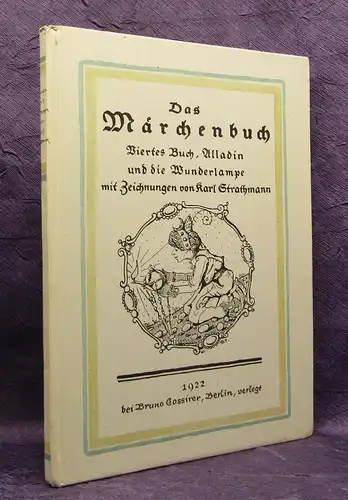 Das
Märchenbuch
Viertes Buch, Alladin
und die Wunderlampe
mit Zeichnungen von Karl Strathmann
1922
bei Bruno Cassirer, Berlin, verlegt